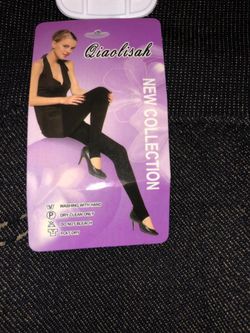 Qiaolisah
NEW COLLECTION
WASHING WITH HAND
P DRY CLEAN ONLY
DO NOT BLEACH
FLAT DRY